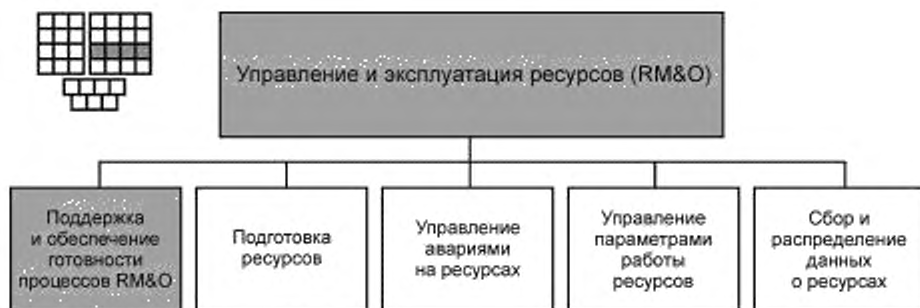 Управление и эксплуатация ресурсов (RM&O)
Поддержка
и обеспечение
готовности
процессов RM&O
Подготовка
ресурсов
Управление
авариями
на ресурсах
Управление
параметрами
работы
ресурсов
Сбор и
распределение
данных
о ресурсах